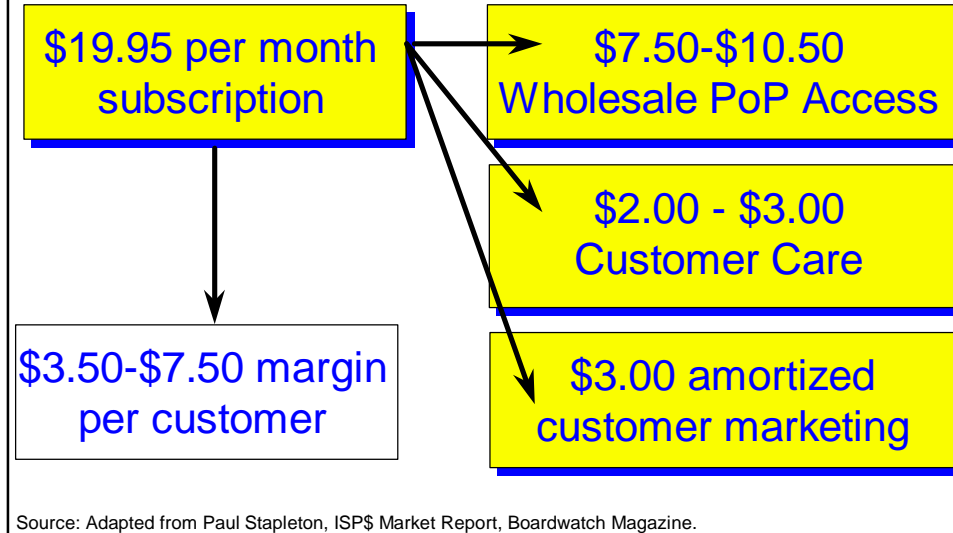 $19.95 per month
subscription
$7.50-$10.50
Wholesale PoP Access
$2.00 - $3.00
Customer Care
$3.50-$7.50 margin
per customer
$3.00 amortized
customer marketing
Source: Adapted from Paul Stapleton, ISP$ Market Report, Boardwatch Magazine.